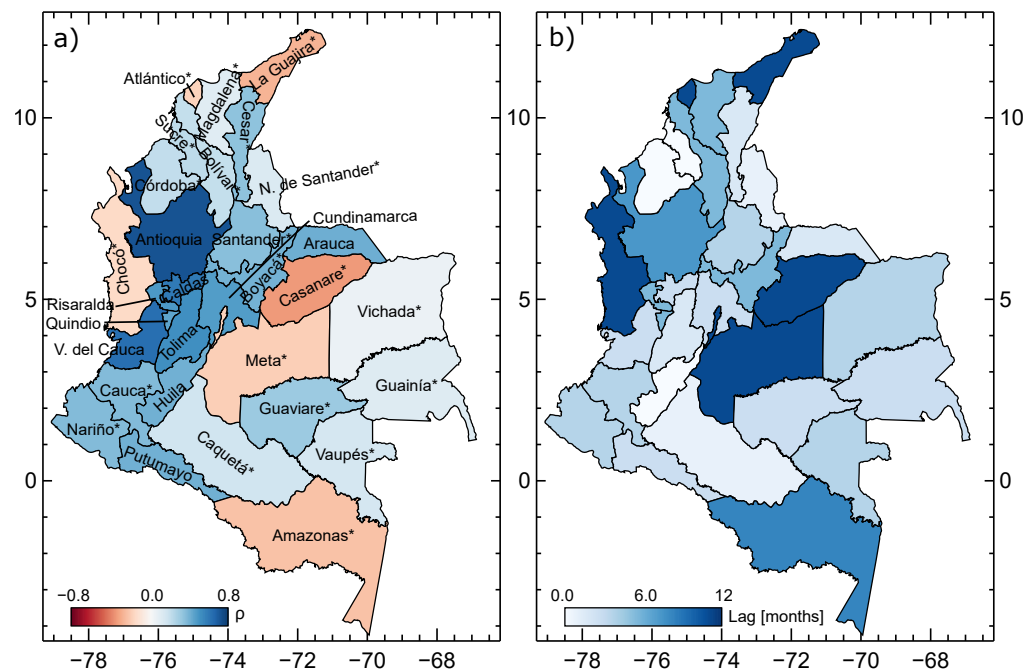 a)
b)
La Guajira*
Atlántico*
Magdalena*
Cesar*
Sucre*
Bolívar*
10
10
Córdoba*
N. de Santander*
Cundinamarca
Antioquia
Santander*
Arauca
Chocó*
Boyacá*
Caldas
Casanare*
Risaralda
5
5
Quindio
Vichada*
V. del Cauca
Tolima
Meta*
Cauca*
Huila
Guainía*
Guaviare*
Nariño*
Caquetá*
Vaupés*
Putumayo
0
0
Amazonas*
−0.8 0.0 0.8
ρ
0.0 6.0 12
Lag [months]
−78 −76 −74 −72 −70 −68
−78 −76 −74 −72 −70 −68